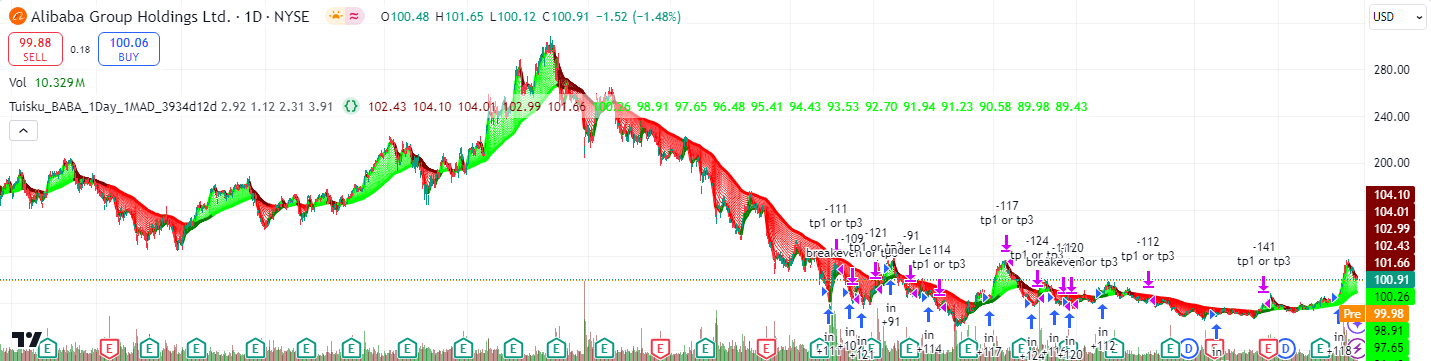 Alibaba Group Holdings Ltd. · 1D · NYSE O100.48 H101.65 L100.12 C100.91 −1.52 (−1.48%)
USD
99.88
SELL
0.18
100.06
BUY
Vol 10.329M
Tuisku_BABA_1Day_1MAD_3934d12d 2.92 1.12 2.31 3.91 102.43 104.10 104.01 102.99 101.66 100.26 98.91 97.65 96.48 95.41 94.43 93.53 92.70 91.94 91.23 90.58 89.98 89.43
280.00
240.00
200.00
104.10
104.01
102.99
102.43
101.66
100.91
100.26
Pre 99.98
98.91
97.65
-111
tp1 or tp3
-109
breakeven or tp3
-121
tp1 or tp3
-91
under Le
-114
tp1 or tp3
-117
tp1 or tp3
-124
tp1 or tp3
breakeven or tp3
-120
-112
tp1 or tp3
-141
tp1 or tp3
in
+91
in
+111
in
in
+121
in
+114
in
+117
in
+124
in
in
+120
in
+112
in
in
+118
E E E E E E E E E E E E E E E E E
E E E E E E E D E D E